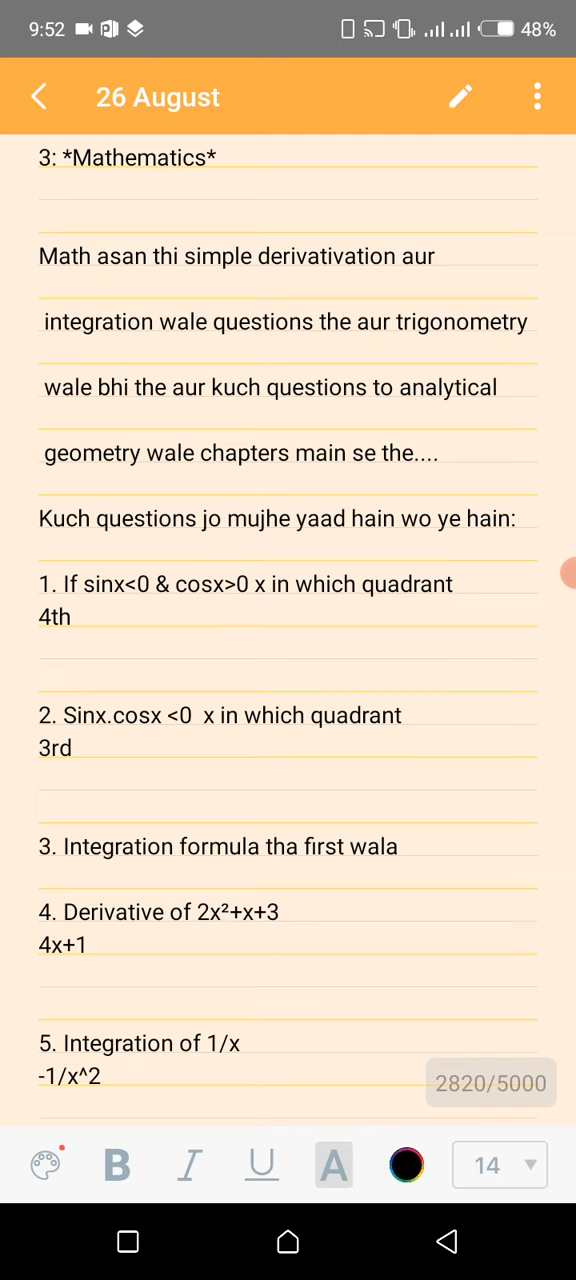 9:52
48%
26 August
3: *Mathematics*
Math asan thi simple derivativation aur
integration wale questions the aur trigonometry
wale bhi the aur kuch questions to analytical
geometry wale chapters main se the....
Kuch questions jo mujhe yaad hain wo ye hain:
1. If sinx<0 & cosx>0 x in which quadrant
4th
2. Sinx.cosx <0  x in which quadrant
3rd
3. Integration formula tha first wala
4. Derivative of 2x²+x+3
4x+1
5. Integration of 1/x
-1/x^2
2820/5000
B I U A 14